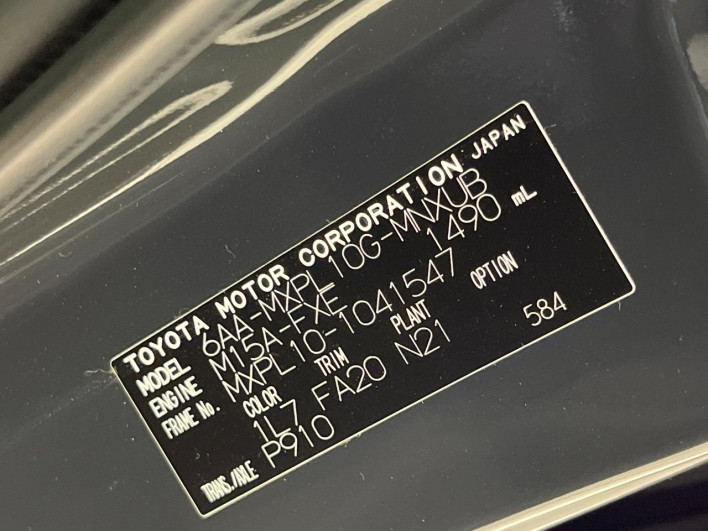 TOYOTA MOTOR CORPORATION JAPAN
MODEL 6AA-MXPL10G-MNXUB
ENGINE M15A-FXE 1490 mL
FRAME No. MXPL10-1041547
COLOR TRIM PLANT OPTION
1L7 FA20 N21 584
TRANS./AXLE P910